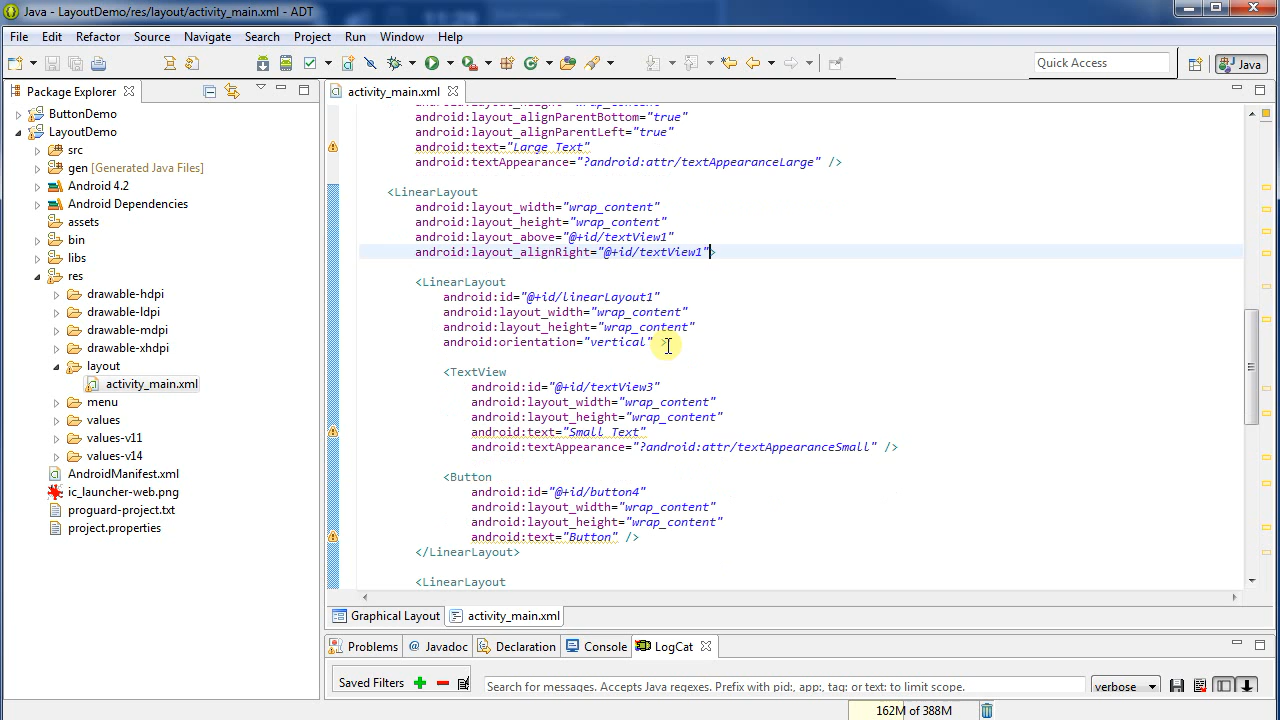 Java - LayoutDemo/res/layout/activity_main.xml - ADT
File Edit Refactor Source Navigate Search Project Run Window Help
Quick Access
Java
Package Explorer
ButtonDemo
LayoutDemo
src
gen [Generated Java Files]
Android 4.2
Android Dependencies
assets
bin
libs
res
drawable-hdpi
drawable-ldpi
drawable-mdpi
drawable-xhdpi
layout
activity_main.xml
menu
values
values-v11
values-v14
AndroidManifest.xml
ic_launcher-web.png
proguard-project.txt
project.properties
activity_main.xml
android:layout_height="wrap_content"
android:layout_alignParentBottom="true"
android:layout_alignParentLeft="true"
android:text="Large Text"
android:textAppearance="?android:attr/textAppearanceLarge" />
<LinearLayout
android:layout_width="wrap_content"
android:layout_height="wrap_content"
android:layout_above="@+id/textView1"
android:layout_alignRight="@+id/textView1">
<LinearLayout
android:id="@+id/linearLayout1"
android:layout_width="wrap_content"
android:layout_height="wrap_content"
android:orientation="vertical" >
<TextView
android:id="@+id/textView3"
android:layout_width="wrap_content"
android:layout_height="wrap_content"
android:text="Small Text"
android:textAppearance="?android:attr/textAppearanceSmall" />
<Button
android:id="@+id/button4"
android:layout_width="wrap_content"
android:layout_height="wrap_content"
android:text="Button" />
</LinearLayout>
<LinearLayout
Graphical Layout activity_main.xml
Problems @ Javadoc Declaration Console LogCat
Saved Filters
Search for messages. Accepts Java regexes. Prefix with pid:, app:, tag: or text: to limit scope.
verbose
162M of 388M